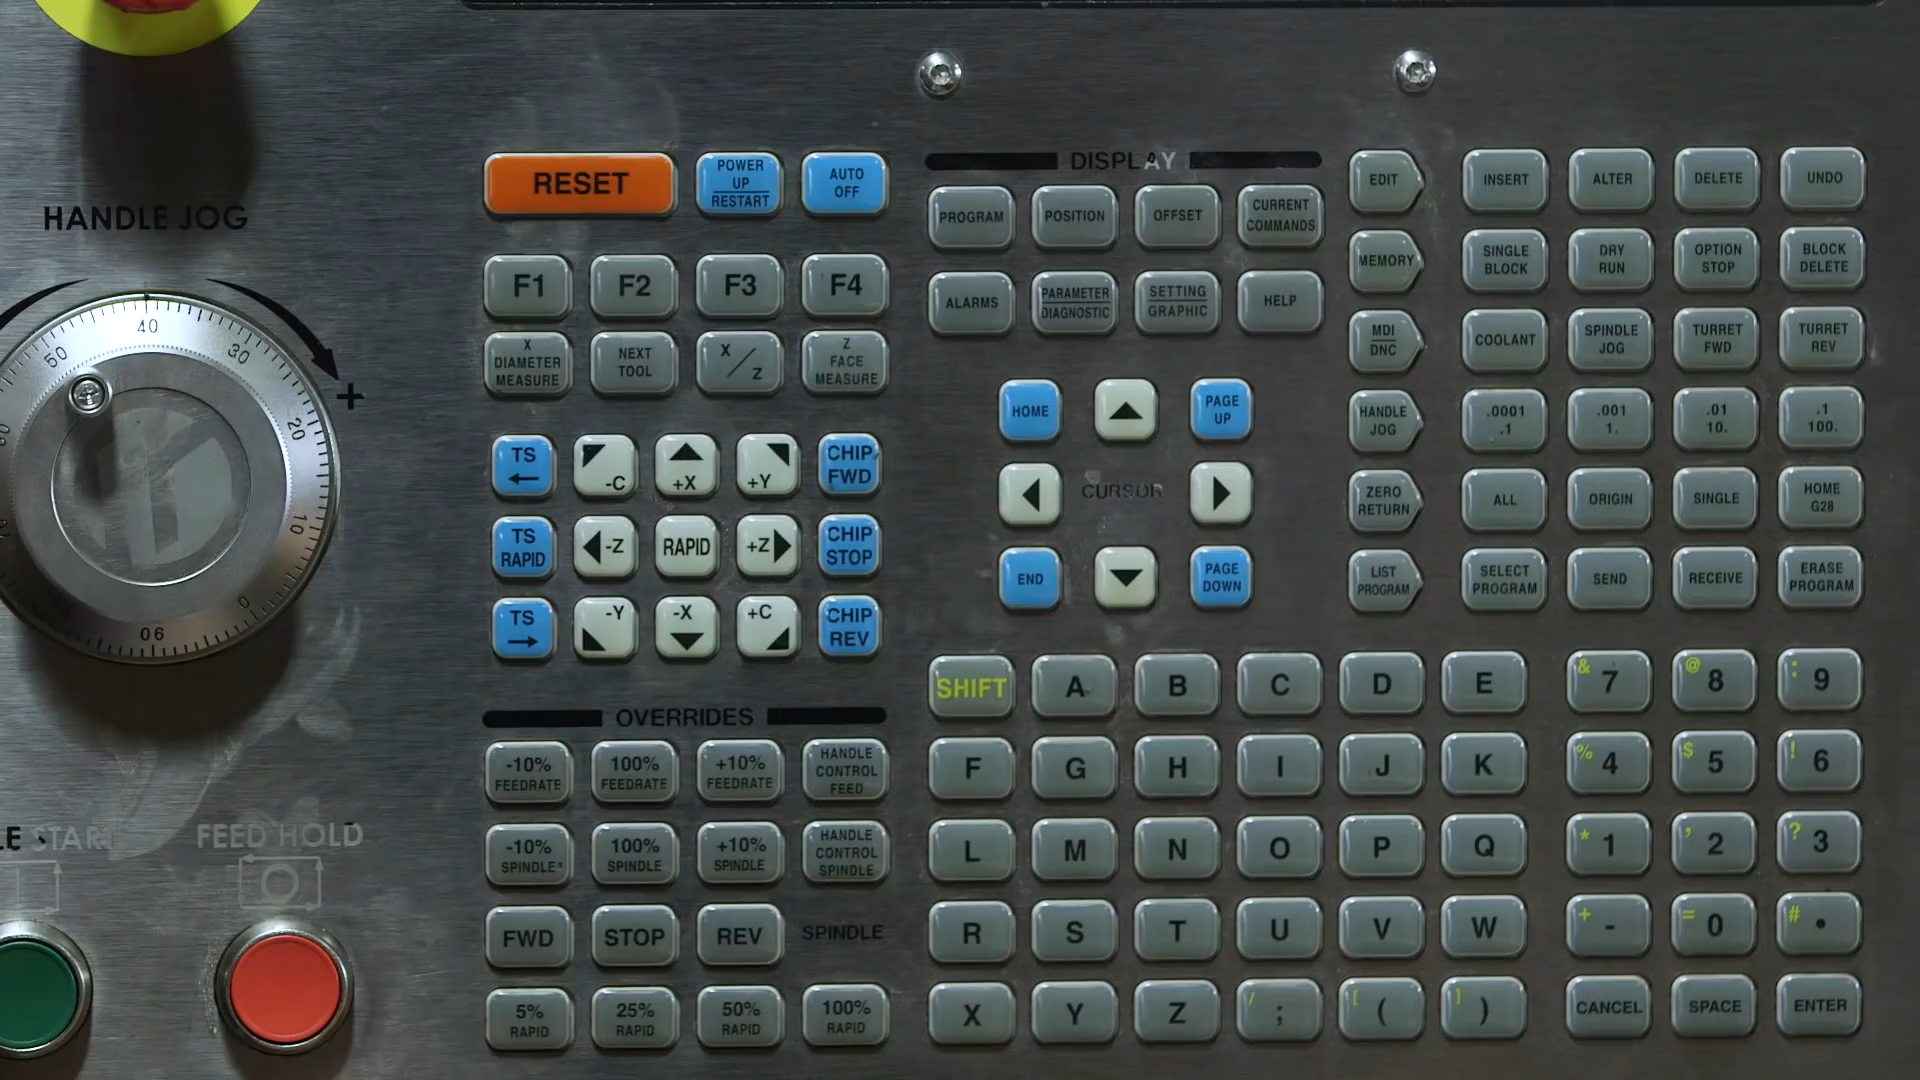 HANDLE JOG
50
40
30
20
10
0
90
+
LE START
FEED HOLD
RESET
POWER
UP
RESTART
AUTO
OFF
F1
F2
F3
F4
X
DIAMETER
MEASURE
NEXT
TOOL
X/Z
Z
FACE
MEASURE
TS
-C
+X
+Y
CHIP
FWD
TS
RAPID
-Z
RAPID
+Z
CHIP
STOP
TS
-Y
-X
+C
CHIP
REV
OVERRIDES
-10%
FEEDRATE
100%
FEEDRATE
+10%
FEEDRATE
HANDLE
CONTROL
FEED
-10%
SPINDLE
100%
SPINDLE
+10%
SPINDLE
HANDLE
CONTROL
SPINDLE
FWD
STOP
REV
SPINDLE
5%
RAPID
25%
RAPID
50%
RAPID
100%
RAPID
DISPLAY
PROGRAM
POSITION
OFFSET
CURRENT
COMMANDS
ALARMS
PARAMETER
DIAGNOSTIC
SETTING
GRAPHIC
HELP
HOME
PAGE
UP
CURSOR
END
PAGE
DOWN
EDIT
INSERT
ALTER
DELETE
UNDO
MEMORY
SINGLE
BLOCK
DRY
RUN
OPTION
STOP
BLOCK
DELETE
MDI
DNC
COOLANT
SPINDLE
JOG
TURRET
FWD
TURRET
REV
HANDLE
JOG
.0001
.1
.001
1.
.01
10.
.1
100.
ZERO
RETURN
ALL
ORIGIN
SINGLE
HOME
G28
LIST
PROGRAM
SELECT
PROGRAM
SEND
RECEIVE
ERASE
PROGRAM
SHIFT
A
B
C
D
E
& 7
@ 8
: 9
F
G
H
I
J
K
% 4
$ 5
! 6
L
M
N
O
P
Q
* 1
, 2
? 3
R
S
T
U
V
W
+ -
= 0
# .
X
Y
Z
/ ;
[ (
] )
CANCEL
SPACE
ENTER